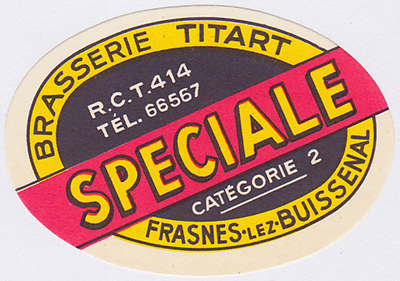 BRASSERIE TITART
R.C.T. 414
TÉL. 66567
SPECIALE
CATÉGORIE 2
FRASNES-LEZ-BUISSENAL